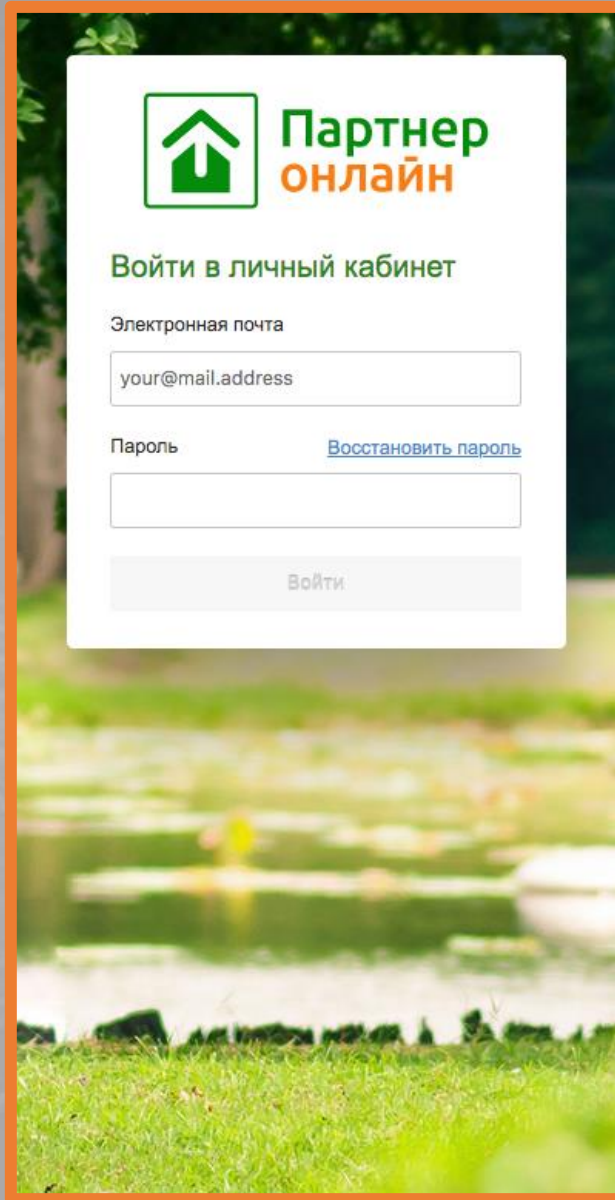 Партнер
онлайн
Войти в личный кабинет
Электронная почта
your@mail.address
Пароль Восстановить пароль
Войти